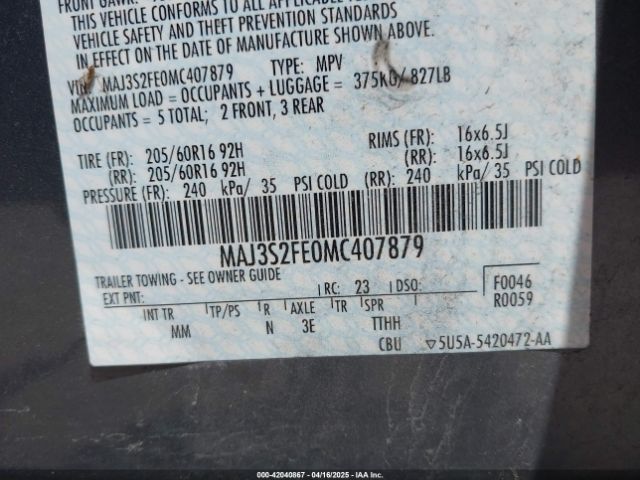 THIS VEHICLE CONFORMS TO ALL APPLICABLE
VEHICLE SAFETY AND THEFT PREVENTION STANDARDS
IN EFFECT ON THE DATE OF MANUFACTURE SHOWN ABOVE.
VIN: MAJ3S2FE0MC407879 TYPE: MPV
MAXIMUM LOAD = OCCUPANTS + LUGGAGE = 375KG/ 827LB
OCCUPANTS = 5 TOTAL; 2 FRONT, 3 REAR
TIRE (FR): 205/60R16 92H RIMS (FR): 16x6.5J
(RR): 205/60R16 92H (RR): 16x6.5J
PRESSURE (FR): 240 kPa/ 35 PSI COLD (RR): 240 kPa/ 35 PSI COLD
MAJ3S2FE0MC407879
TRAILER TOWING - SEE OWNER GUIDE
EXT PNT: RC: 23 DSO: F0046
R0059
INT TR TP/PS R AXLE TR SPR
MM N 3E TTHH
CBU 5U5A-5420472-AA
000-42040867 - 04/16/2025 - IAA Inc.